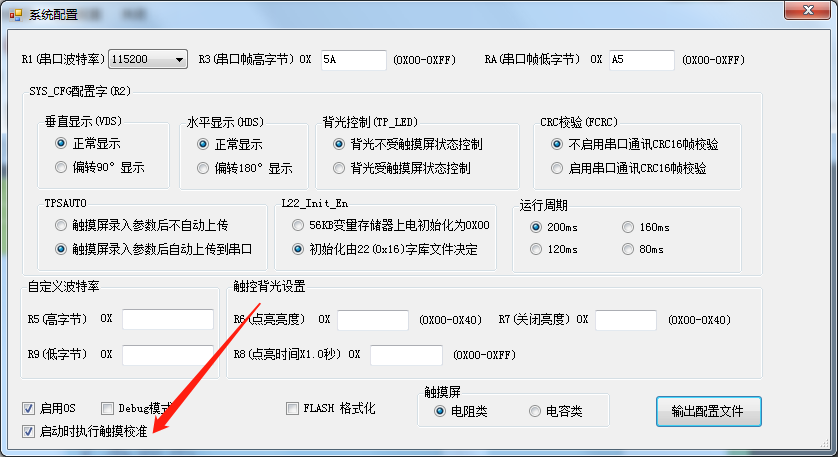 系统配置
R1(串口波特率) 115200 R3(串口帧高字节) 0X 5A (0X00-0XFF) RA(串口帧低字节) 0X A5 (0X00-0XFF)
SYS_CFG配置字(R2)
垂直显示(VDS) 水平显示(HDS) 背光控制(TP_LED) CRC校验(FCRC)
正常显示 正常显示 背光不受触摸屏状态控制 不启用串口通讯CRC16帧校验
偏转90° 显示 偏转180° 显示 背光受触摸屏状态控制 启用串口通讯CRC16帧校验
TPSAUTO L22_Init_En 运行周期
触摸屏录入参数后不自动上传 56KB变量存储器上电初始化为0X00 200ms 160ms
触摸屏录入参数后自动上传到串口 初始化由22(0x16)字库文件决定 120ms 80ms
自定义波特率 触控背光设置
R5(高字节) 0X R6(点亮亮度) 0X (0X00-0X40) R7(关闭亮度) 0X (0X00-0X40)
R9(低字节) 0X R8(点亮时间X1.0秒) 0X (0X00-0XFF)
触摸屏
启用OS Debug模式 FLASH 格式化 电阻类 电容类 输出配置文件
启动时执行触摸校准